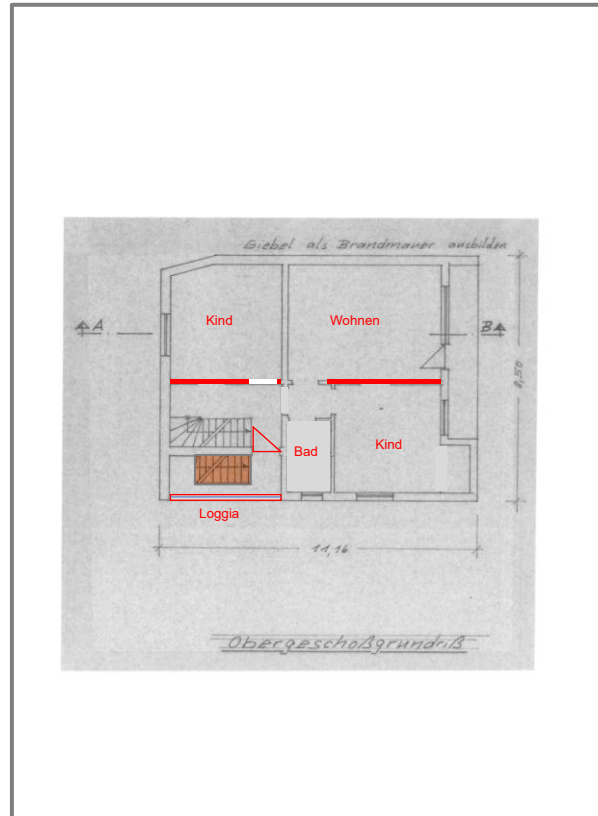 Giebel als Brandmauer ausbilden
Kind
Wohnen
A
B
8,50
Kind
Bad
Loggia
11,16
Obergeschoßgrundriß